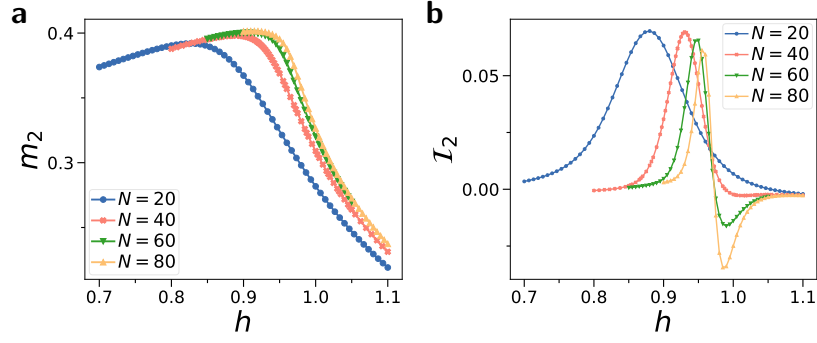 a
0.4
0.3
m₂
N = 20
N = 40
N = 60
N = 80
0.7 0.8 0.9 1.0 1.1
h
b
0.05
0.00
𝓘₂
N = 20
N = 40
N = 60
N = 80
0.7 0.8 0.9 1.0 1.1
h